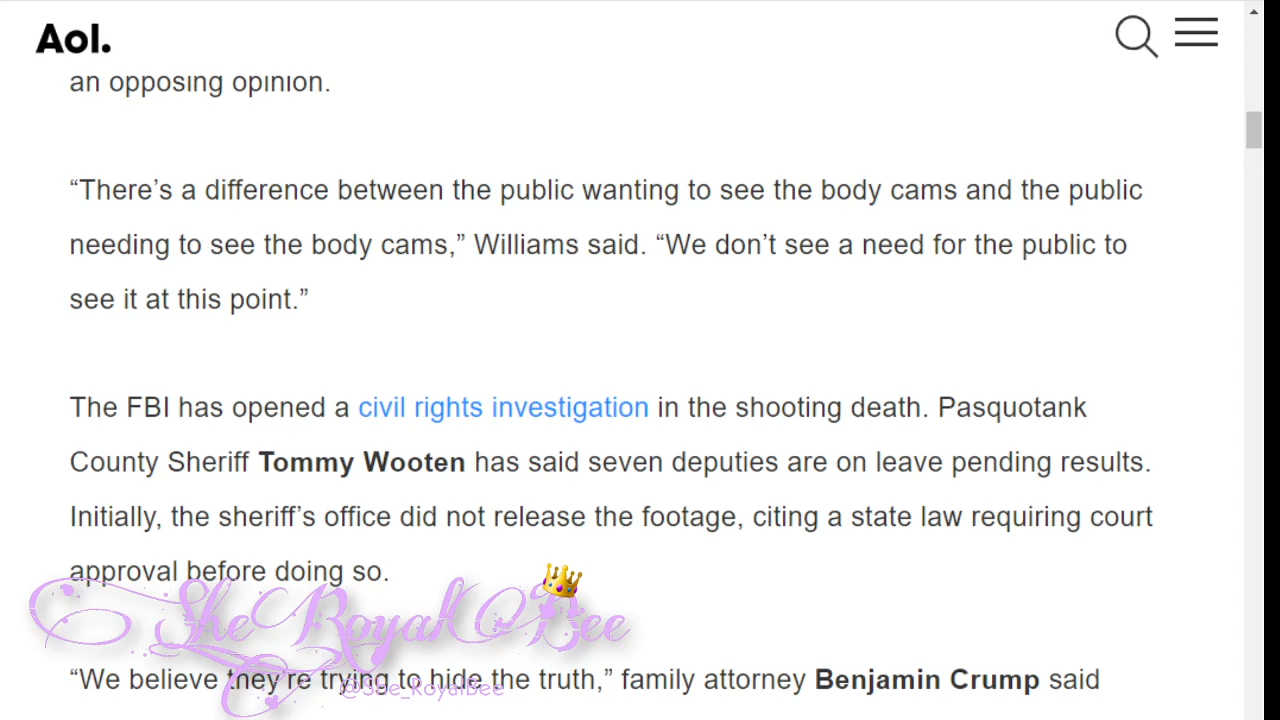 Aol.
an opposing opinion.
“There’s a difference between the public wanting to see the body cams and the public
needing to see the body cams,” Williams said. “We don’t see a need for the public to
see it at this point.”
The FBI has opened a civil rights investigation in the shooting death. Pasquotank
County Sheriff Tommy Wooten has said seven deputies are on leave pending results.
Initially, the sheriff’s office did not release the footage, citing a state law requiring court
approval before doing so.
SheRoyal Bee
“We believe they’re trying to hide the truth,” family attorney Benjamin Crump said
@She_RoyalBee